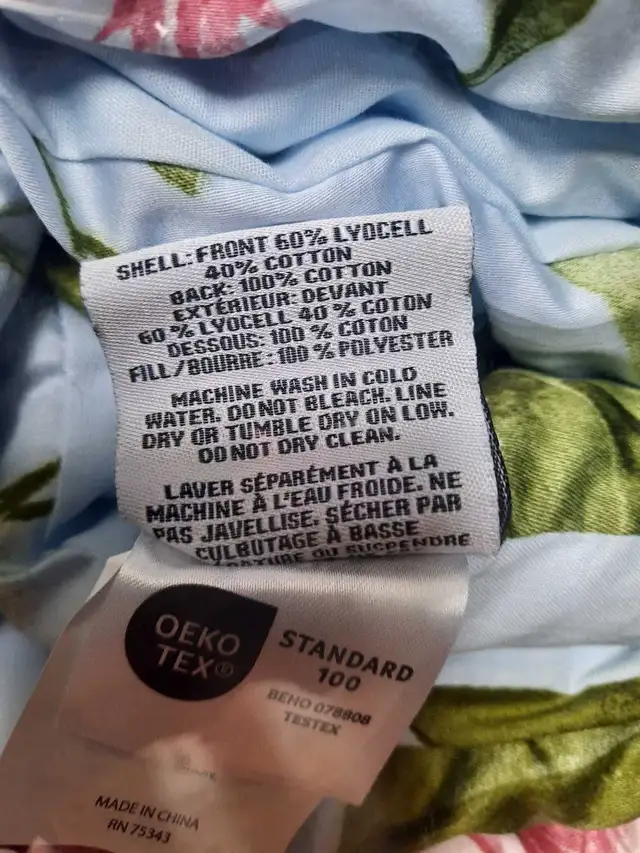 SHELL: FRONT 60% LYOCELL
40% COTTON
BACK: 100% COTTON
EXTÉRIEUR: DEVANT
60 % LYOCELL 40 % COTON
DESSOUS: 100 % COTON
FILL/BOURRE: 100 % POLYESTER
MACHINE WASH IN COLD
WATER. DO NOT BLEACH. LINE
DRY OR TUMBLE DRY ON LOW.
DO NOT DRY CLEAN.
LAVER SÉPARÉMENT À LA
MACHINE À L'EAU FROIDE. NE
PAS JAVELLISE. SÉCHER PAR
CULBUTAGE À BASSE
OU SUSPENDRE
OEKO
TEX®
STANDARD
100
BEHO 078808
TESTEX
MADE IN CHINA
RN 75343